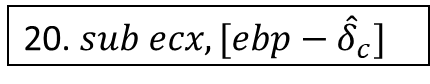 20. sub ecx, [ebp − δ̂c]